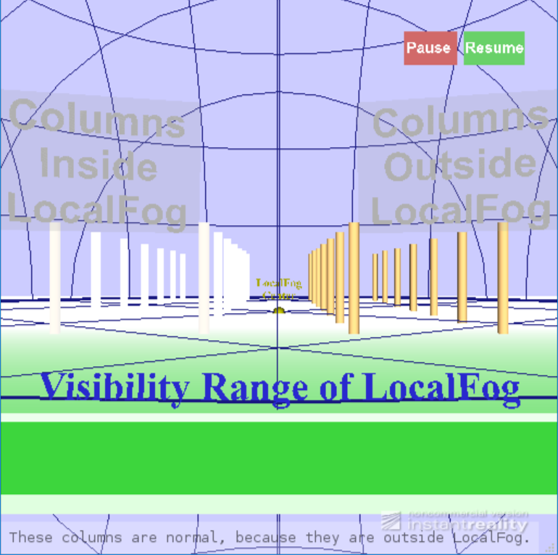 Pause Resume
Columns
Inside
LocalFog
Columns
Outside
LocalFog
LocalFog
Center
Visibility Range of LocalFog
noncommercial version
instantreality
These columns are normal, because they are outside LocalFog.